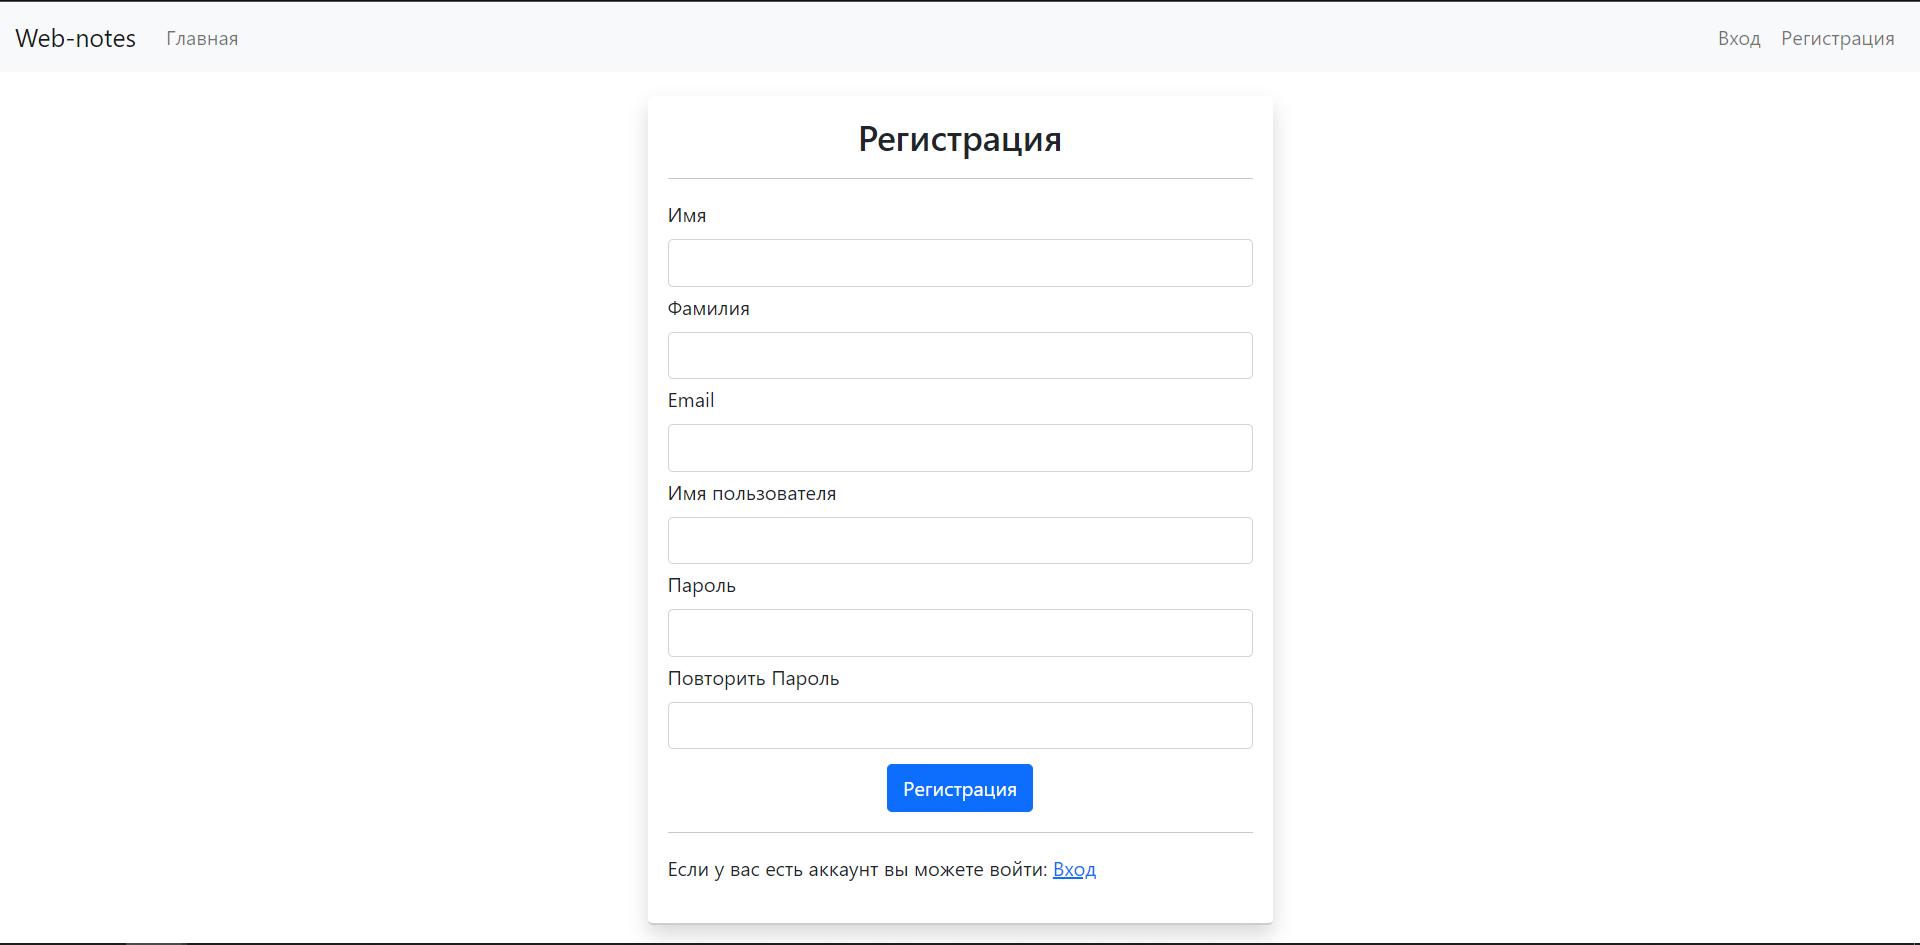 Web-notes Главная Вход Регистрация
Регистрация
Имя
Фамилия
Email
Имя пользователя
Пароль
Повторить Пароль
Регистрация
Если у вас есть аккаунт вы можете войти: Вход